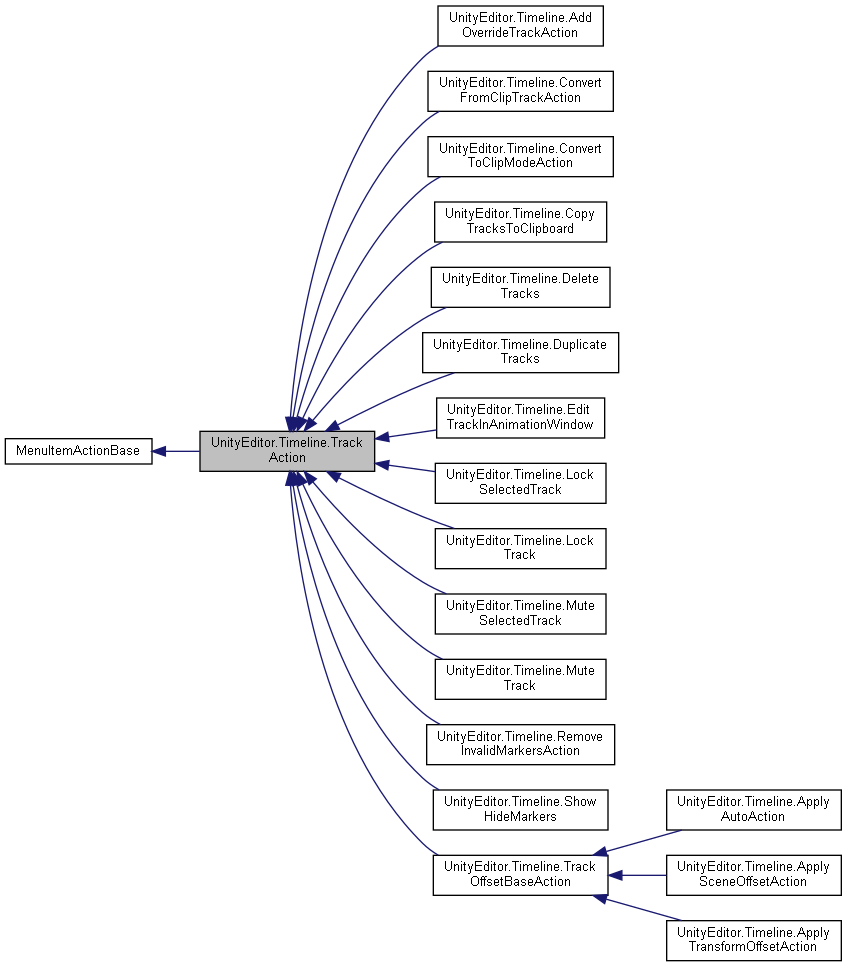 UnityEditor.Timeline.Add
OverrideTrackAction
UnityEditor.Timeline.Convert
FromClipTrackAction
UnityEditor.Timeline.Convert
ToClipModeAction
UnityEditor.Timeline.Copy
TracksToClipboard
UnityEditor.Timeline.Delete
Tracks
UnityEditor.Timeline.Duplicate
Tracks
UnityEditor.Timeline.Edit
TrackInAnimationWindow
MenuItemActionBase
UnityEditor.Timeline.Track
Action
UnityEditor.Timeline.Lock
SelectedTrack
UnityEditor.Timeline.Lock
Track
UnityEditor.Timeline.Mute
SelectedTrack
UnityEditor.Timeline.Mute
Track
UnityEditor.Timeline.Remove
InvalidMarkersAction
UnityEditor.Timeline.Show
HideMarkers
UnityEditor.Timeline.Track
OffsetBaseAction
UnityEditor.Timeline.Apply
AutoAction
UnityEditor.Timeline.Apply
SceneOffsetAction
UnityEditor.Timeline.Apply
TransformOffsetAction